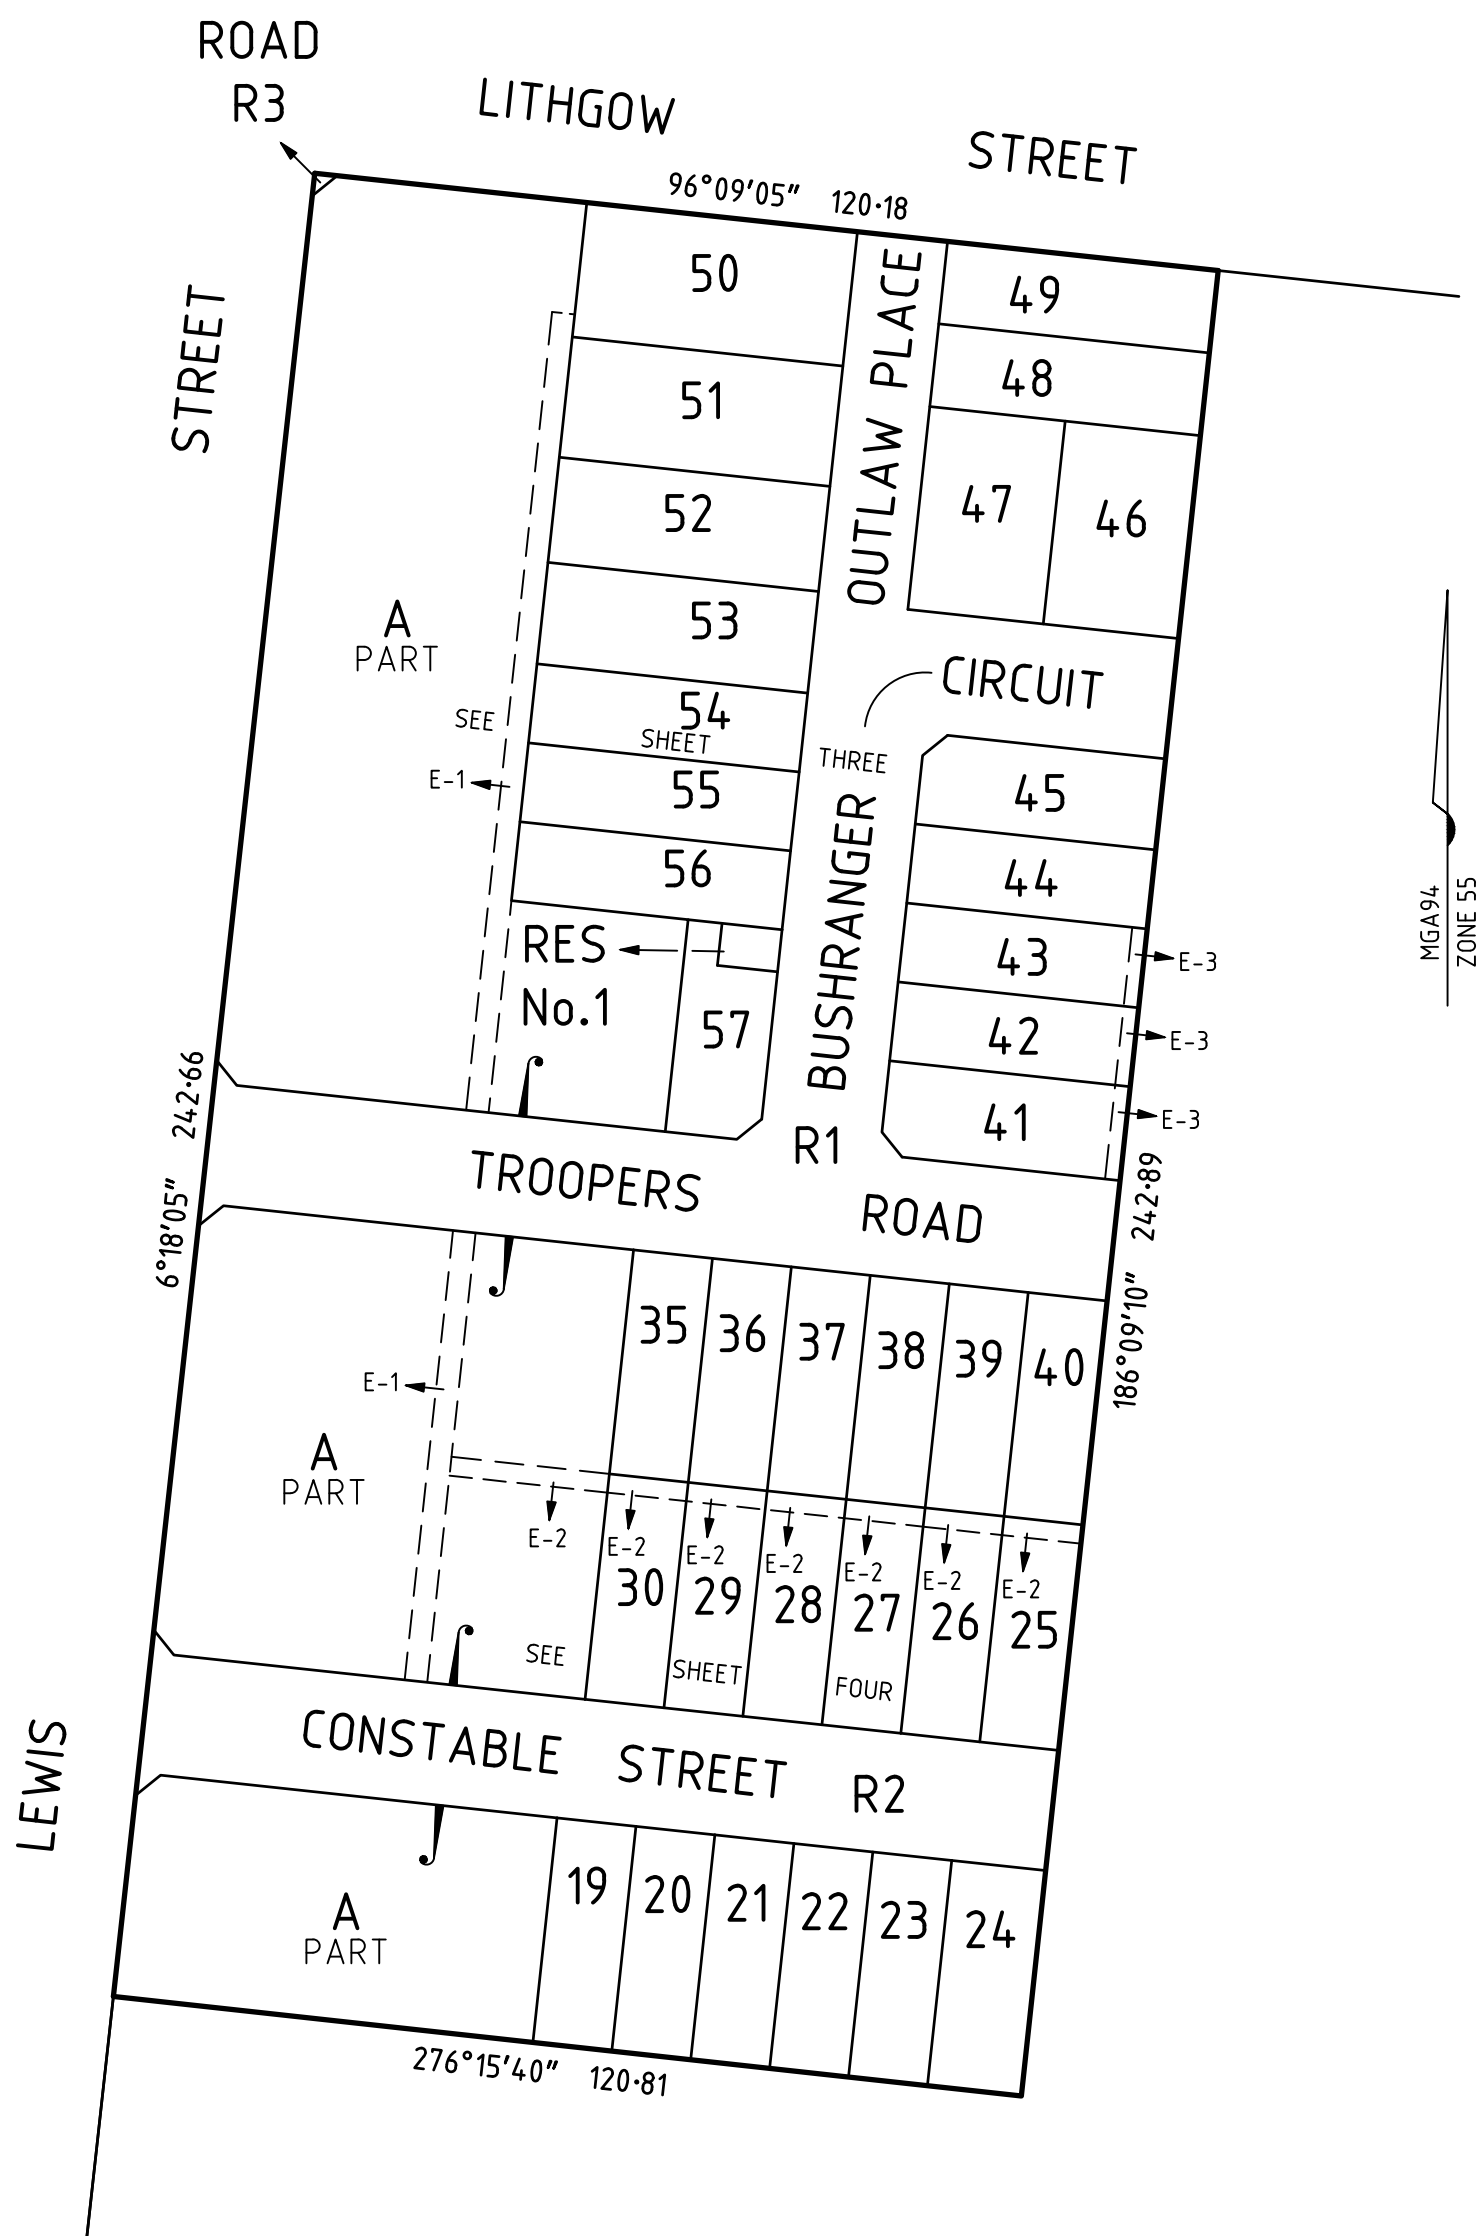 ROAD
R3
LITHGOW STREET
96°09'05" 120·18
STREET
50
49
48
51
OUTLAW PLACE
47
46
52
53
A
PART
54
SEE SHEET THREE
CIRCUIT
E-1
55
45
BUSHRANGER
56
44
RES
No.1
43
E-3
57
42
E-3
41
E-3
R1
6°18'05" 242·66
186°09'10" 242·89
TROOPERS ROAD
35
36
37
38
39
40
E-1
A
PART
E-2
E-2
E-2
E-2
E-2
E-2
E-2
30
29
28
27
26
25
SEE SHEET FOUR
CONSTABLE STREET R2
LEWIS
19
20
21
22
23
24
A
PART
276°15'40" 120·81
MGA94
ZONE 55